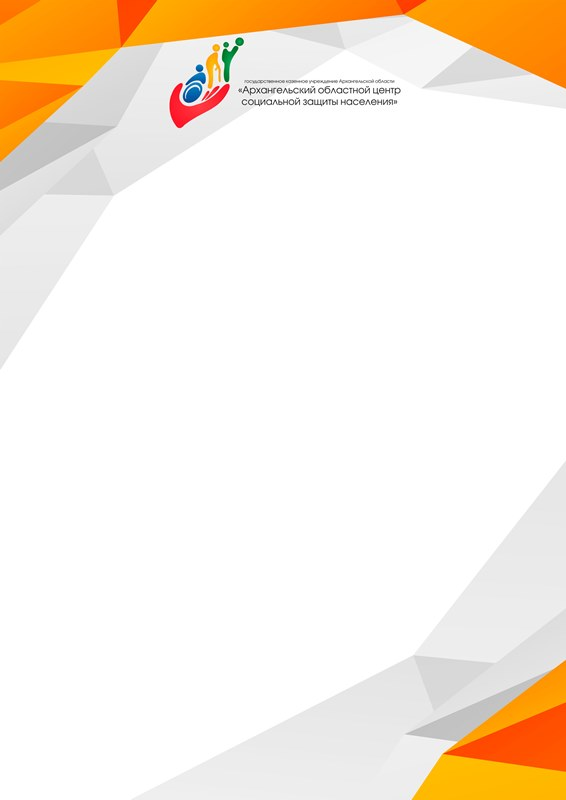 государственное казенное учреждение Архангельской области
«Архангельский областной центр
социальной защиты населения»